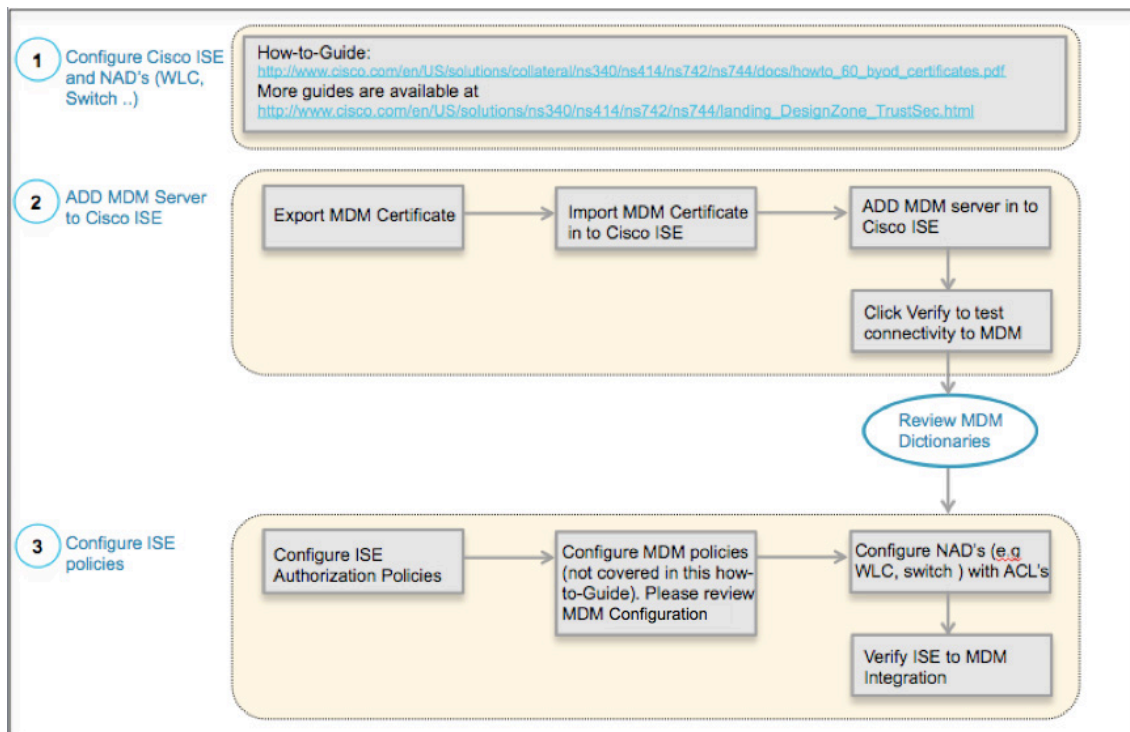 1
Configure Cisco ISE
and NAD's (WLC,
Switch ..)
How-to-Guide:
http://www.cisco.com/en/US/solutions/collateral/ns340/ns414/ns742/ns744/docs/howto_60_byod_certificates.pdf
More guides are available at
http://www.cisco.com/en/US/solutions/ns340/ns414/ns742/ns744/landing_DesignZone_TrustSec.html
2
ADD MDM Server
to Cisco ISE
Export MDM Certificate
Import MDM Certificate
in to Cisco ISE
ADD MDM server in to
Cisco ISE
Click Verify to test
connectivity to MDM
Review MDM
Dictionaries
3
Configure ISE
policies
Configure ISE
Authorization Policies
Configure MDM policies
(not covered in this how-
to-Guide). Please review
MDM Configuration
Configure NAD's (e.g
WLC, switch ) with ACL's
Verify ISE to MDM
Integration